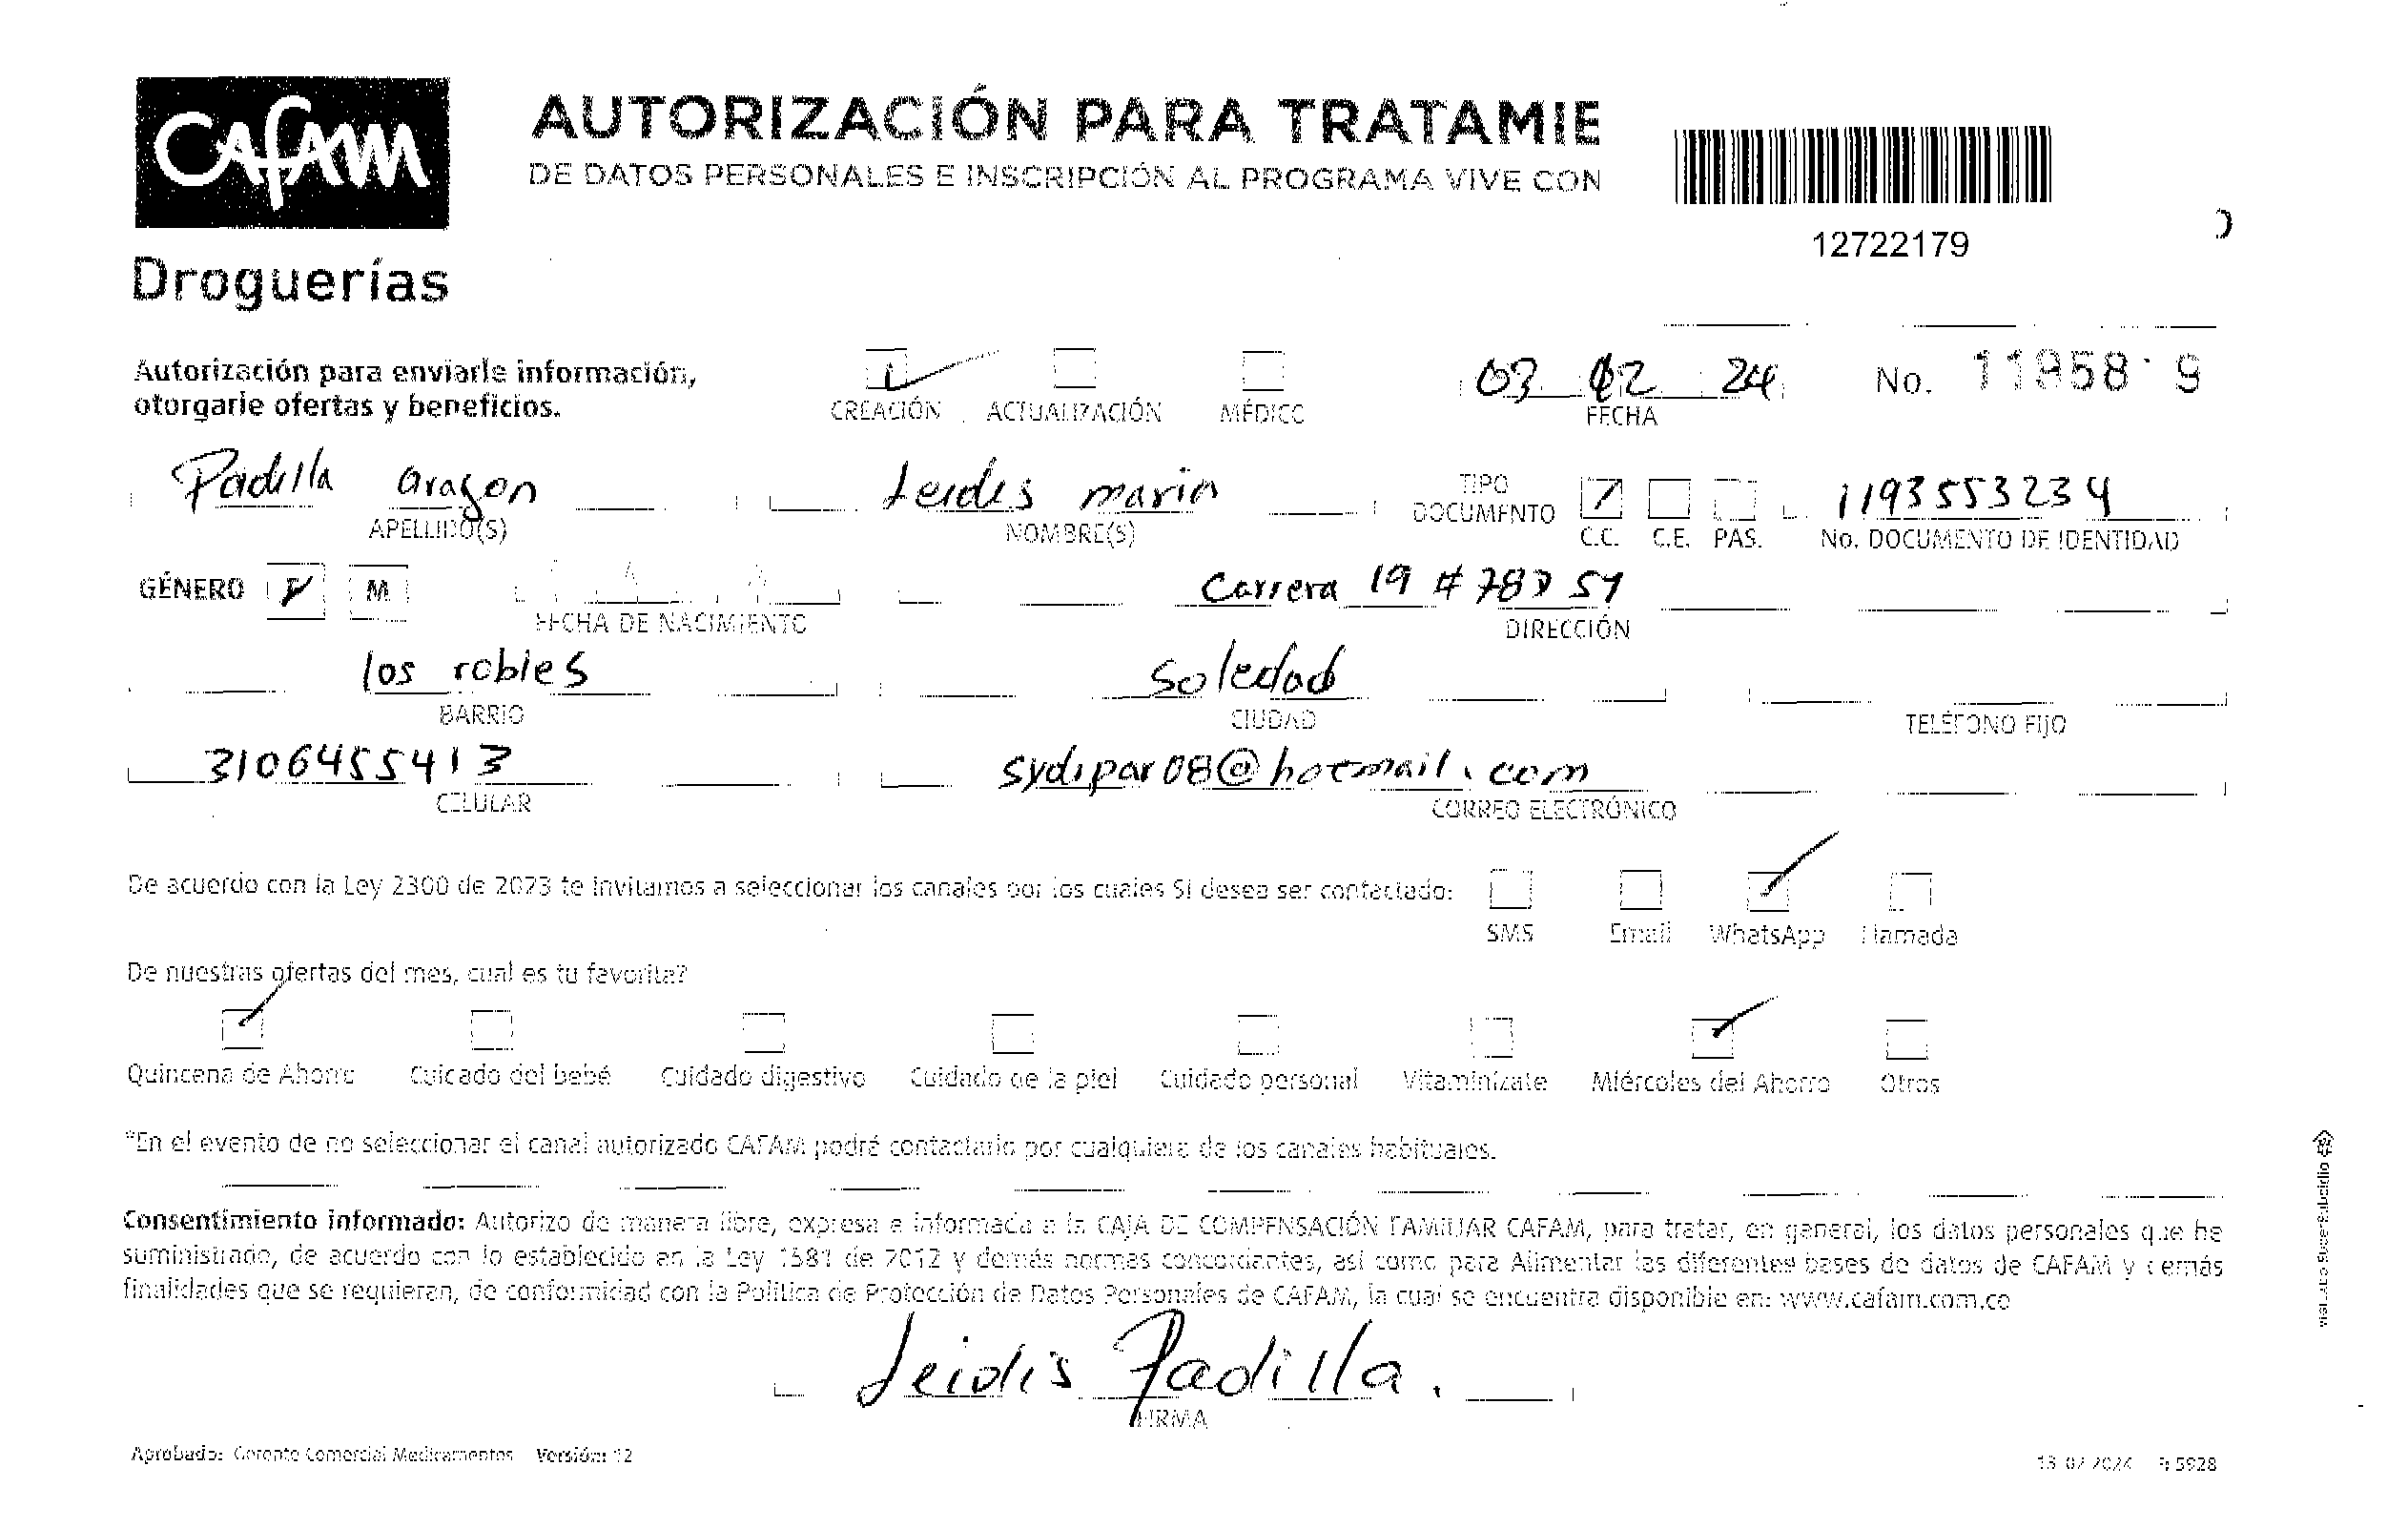 CAFAM
Droguerías
AUTORIZACIÓN PARA TRATAMIE
DE DATOS PERSONALES E INSCRIPCIÓN AL PROGRAMA VIVE CON
12722179
Autorización para enviarle información,
otorgarle ofertas y beneficios.
CREACIÓN ACTUALIZACIÓN MÉDICO
03 02 24
FECHA
No. 11958 9
Padilla aragon
APELLIDO(S)
Leidis maria
NOMBRE(S)
TIPO
DOCUMENTO
C.C. C.E. PAS.
1193553234
No. DOCUMENTO DE IDENTIDAD
GÉNERO F M
FECHA DE NACIMIENTO
Carrera 19 # 78D 51
DIRECCIÓN
los robles
BARRIO
Soledad
CIUDAD
TELÉFONO FIJO
3106455413
CELULAR
sydipar08@hotmail.com
CORREO ELECTRÓNICO
De acuerdo con la Ley 2300 de 2023 te invitamos a seleccionar los canales por los cuales SI desea ser contactado:
SMS Email WhatsApp Llamada
De nuestras ofertas del mes, cual es tu favorita?
Quincena de Ahorro Cuidado del bebé Cuidado digestivo Cuidado de la piel Cuidado personal Vitamínizate Miércoles del Ahorro Otros
*En el evento de no seleccionar el canal autorizado CAFAM podrá contactarlo por cualquiera de los canales habituales.
Consentimiento informado: Autorizo de manera libre, expresa e informada a la CAJA DE COMPENSACIÓN FAMILIAR CAFAM, para tratar, en general, los datos personales que he
suministrado, de acuerdo con lo establecido en la Ley 1581 de 2012 y demás normas concordantes, así como para Alimentar las diferentes bases de datos de CAFAM y demás
finalidades que se requieran, de conformidad con la Política de Protección de Datos Personales de CAFAM, la cual se encuentra disponible en: www.cafam.com.co
Leidis Padilla.
FIRMA
Aprobado: Gerente Comercial Medicamentos Versión: 12
13 02 2024 5928
VIGILADO SuperSubsidio